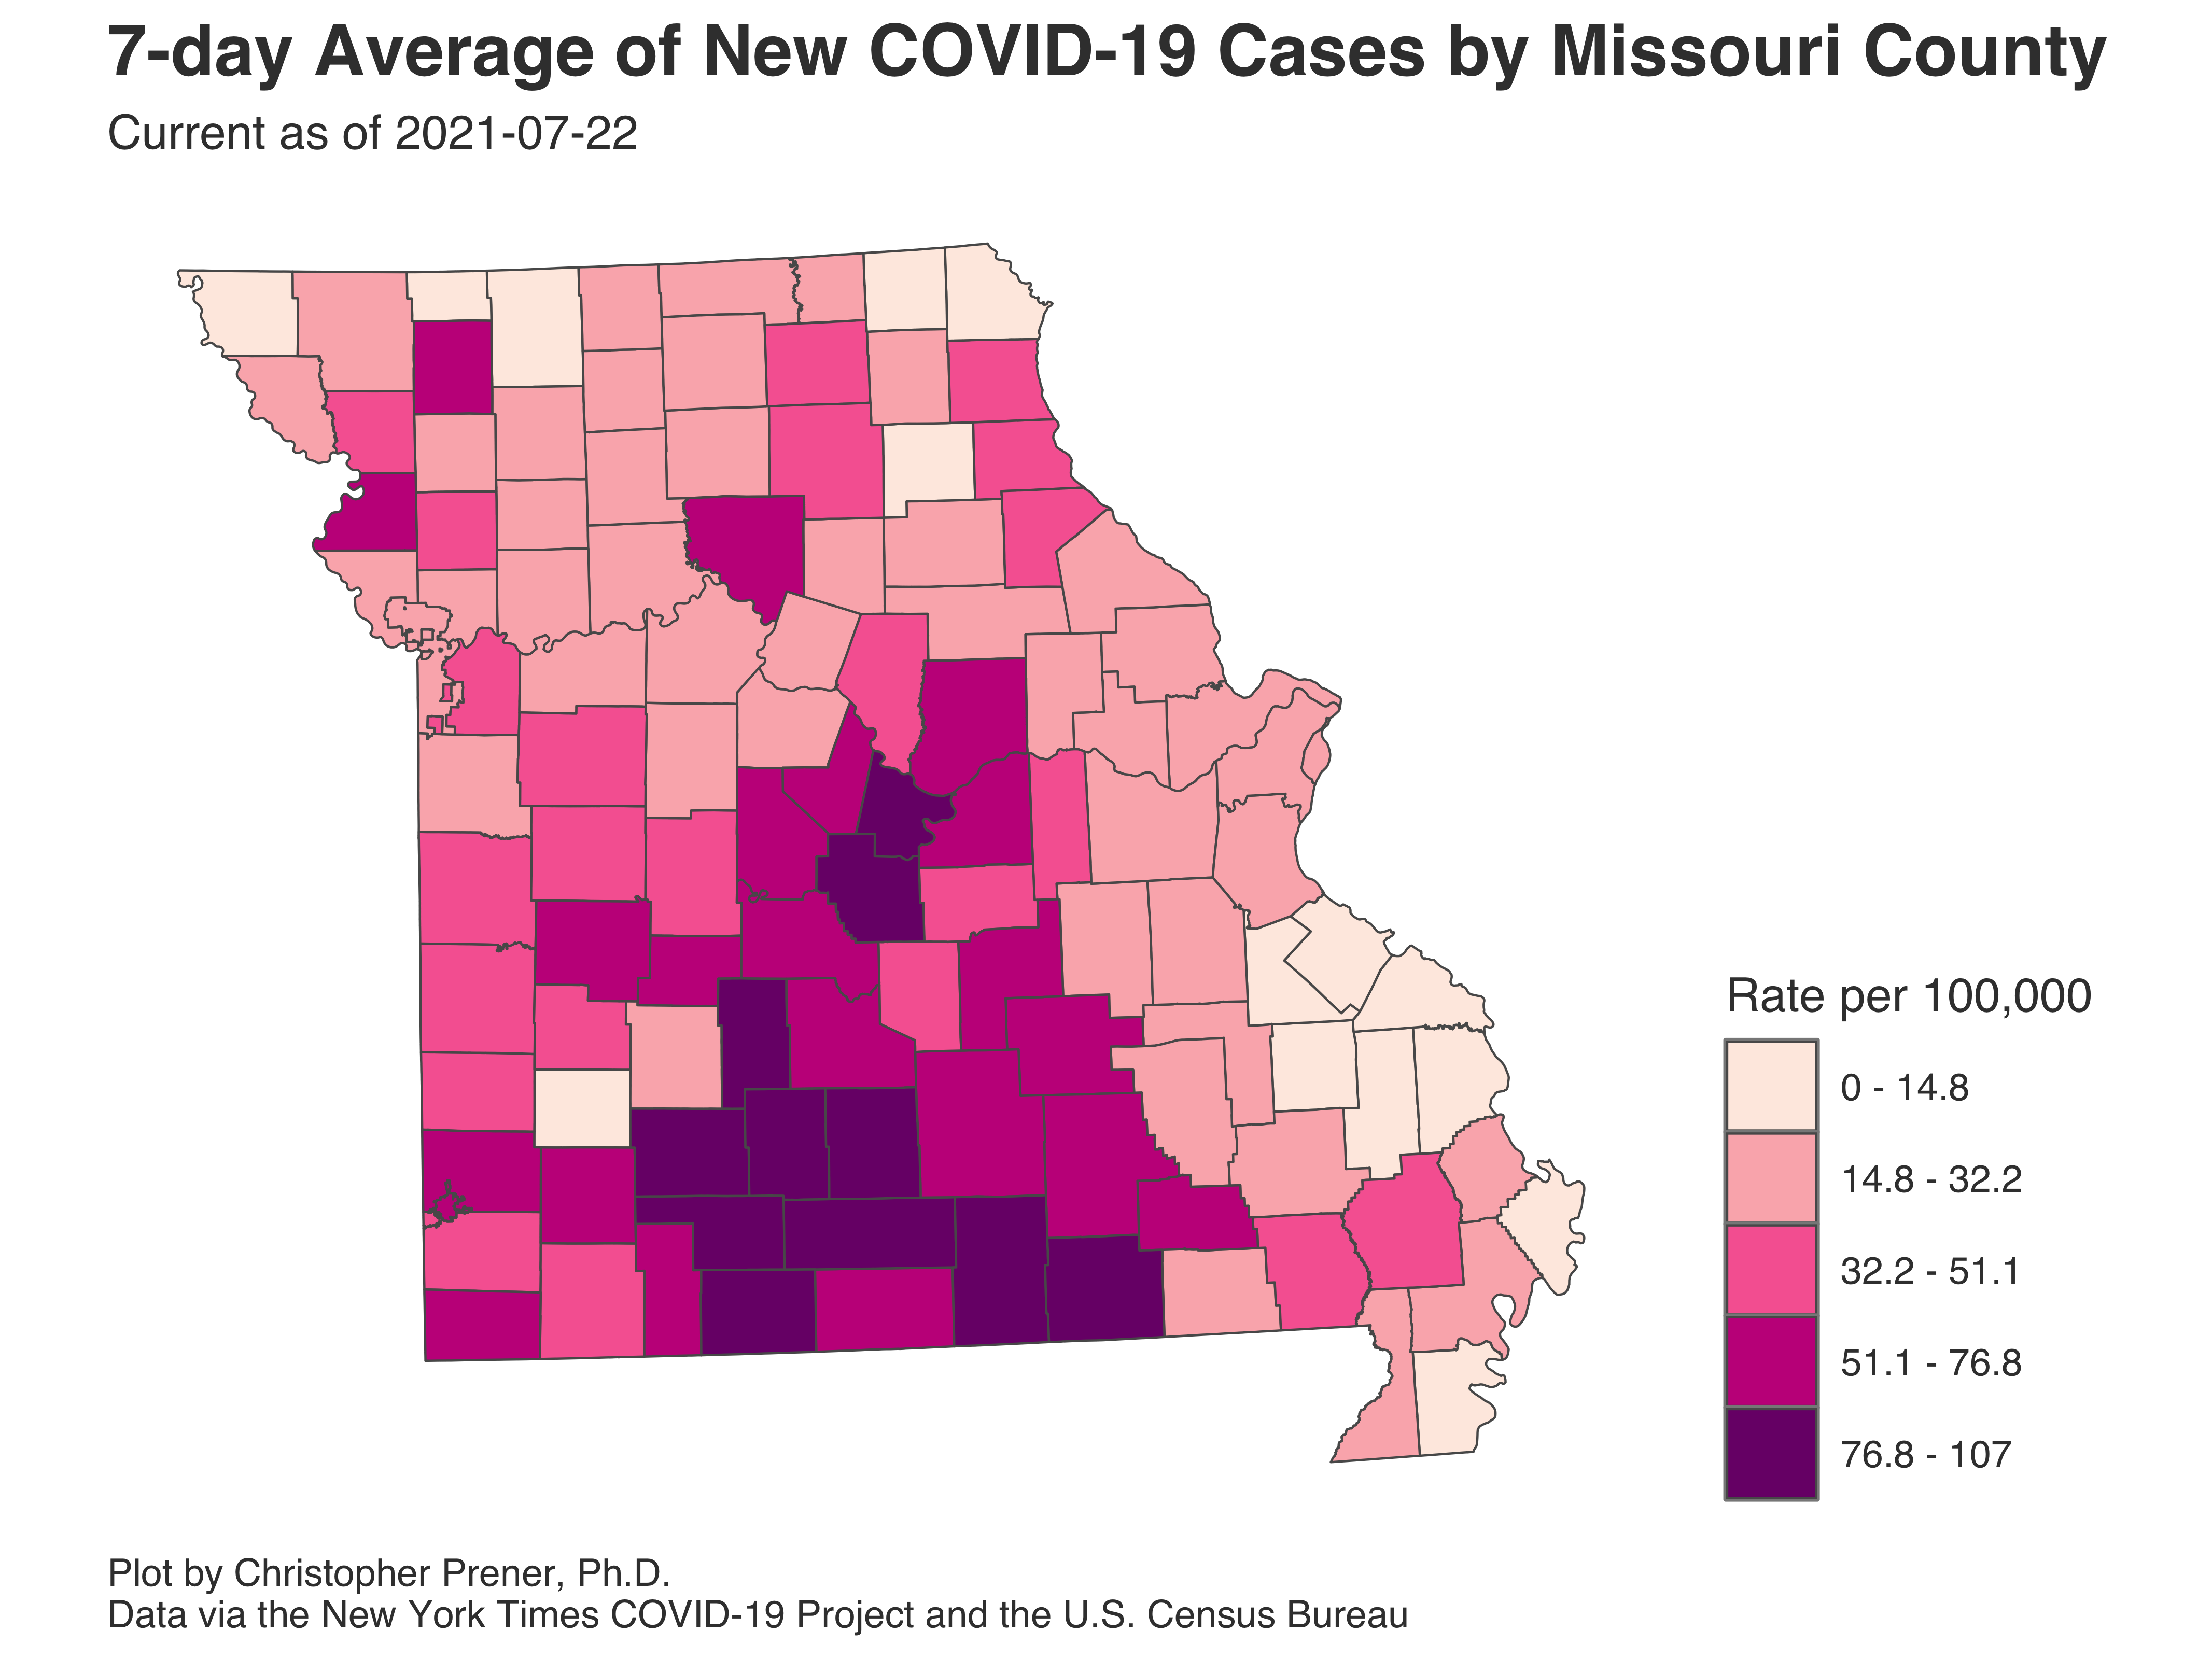 7-day Average of New COVID-19 Cases by Missouri County
Current as of 2021-07-22
Rate per 100,000
0 - 14.8
14.8 - 32.2
32.2 - 51.1
51.1 - 76.8
76.8 - 107
Plot by Christopher Prener, Ph.D.
Data via the New York Times COVID-19 Project and the U.S. Census Bureau